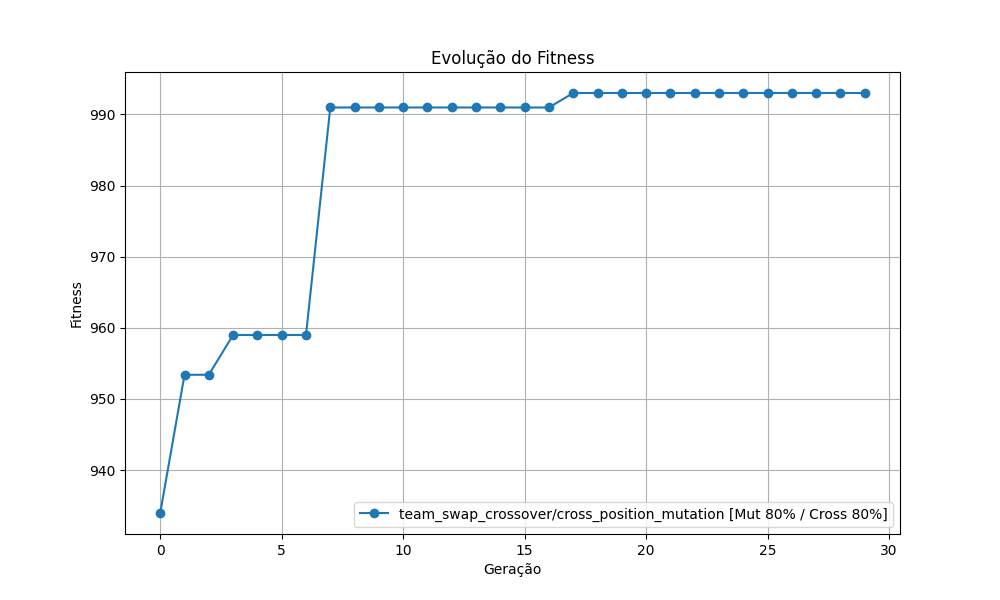 Evolução do Fitness
Fitness
990
980
970
960
950
940
team_swap_crossover/cross_position_mutation [Mut 80% / Cross 80%]
0 5 10 15 20 25 30
Geração